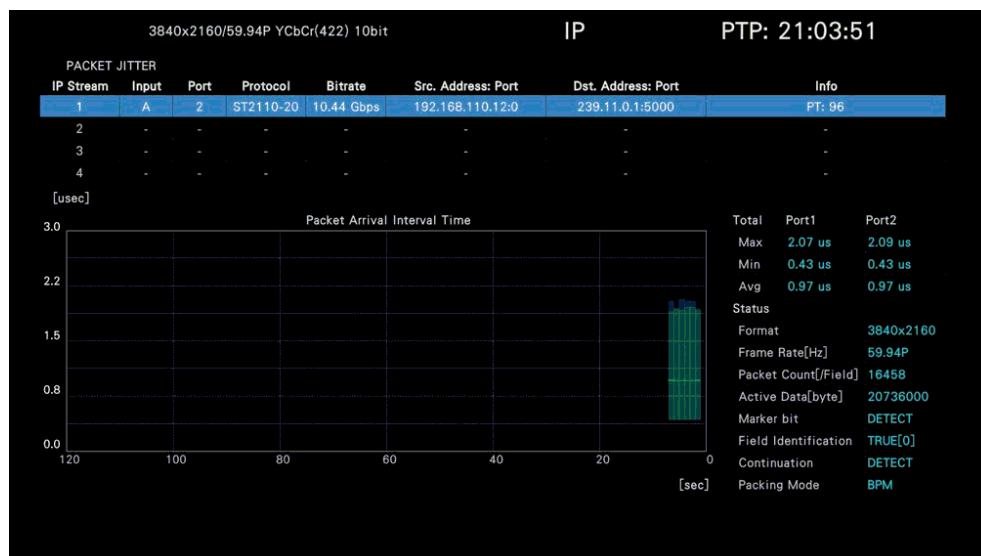 3840x2160/59.94P YCbCr(422) 10bit IP PTP: 21:03:51
PACKET JITTER
IP Stream Input Port Protocol Bitrate Src. Address: Port Dst. Address: Port Info
1 A 2 ST2110-20 10.44 Gbps 192.168.110.12:0 239.11.0.1:5000 PT: 96
2 - - - - - - -
3 - - - - - - -
4 - - - - - - -
[usec]
Packet Arrival Interval Time
3.0
2.2
1.5
0.8
0.0
120 100 80 60 40 20 0
[sec]
Total Port1 Port2
Max 2.07 us 2.09 us
Min 0.43 us 0.43 us
Avg 0.97 us 0.97 us
Status
Format 3840x2160
Frame Rate[Hz] 59.94P
Packet Count[/Field] 16458
Active Data[byte] 20736000
Marker bit DETECT
Field Identification TRUE[0]
Continuation DETECT
Packing Mode BPM